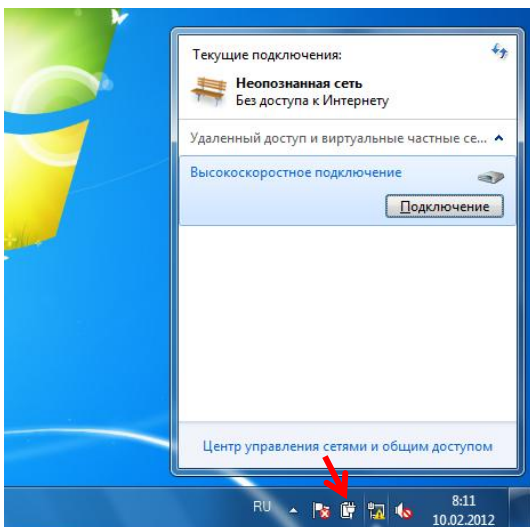 Текущие подключения:
Неопознанная сеть
Без доступа к Интернету
Удаленный доступ и виртуальные частные се...
Высокоскоростное подключение
Подключение
Центр управления сетями и общим доступом
RU
8:11
10.02.2012